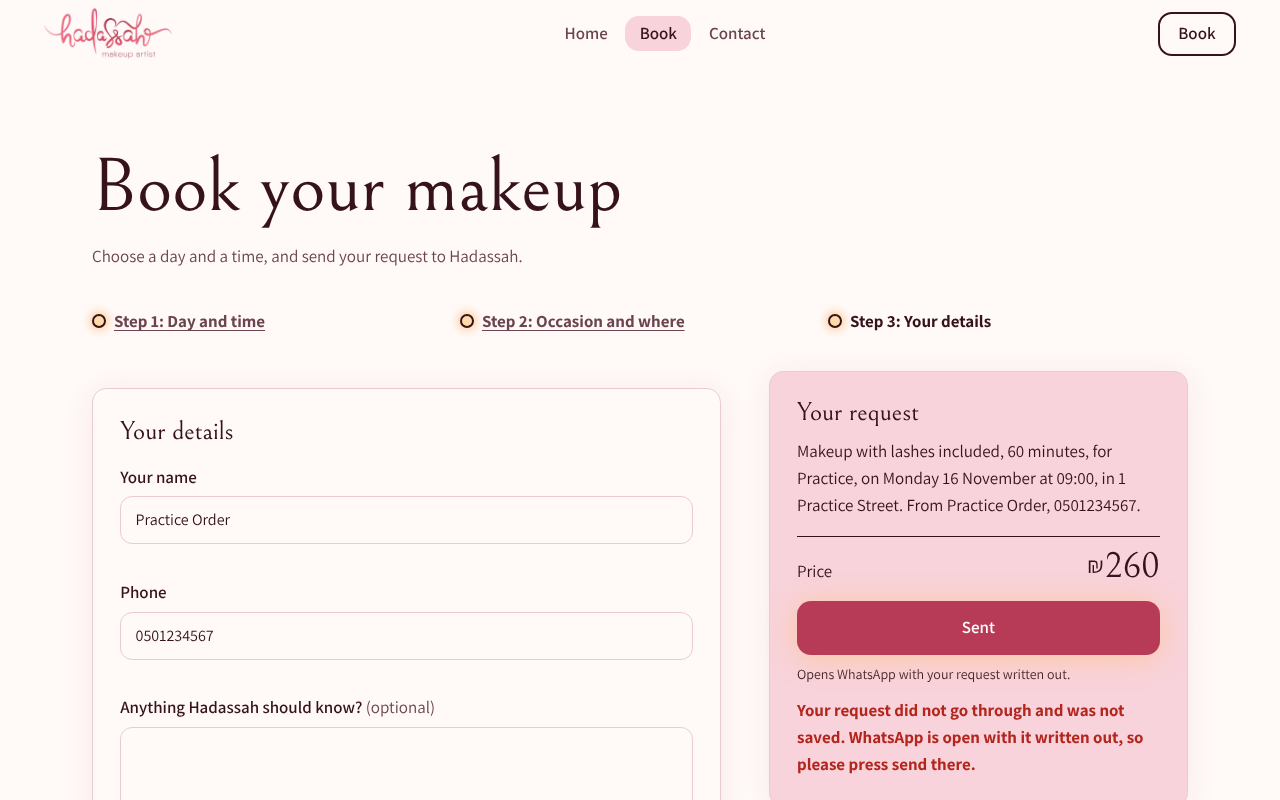 hadassah
makeup artist
Home
Book
Contact
Book
Book your makeup
Choose a day and a time, and send your request to Hadassah.
Step 1: Day and time
Step 2: Occasion and where
Step 3: Your details
Your details
Your name
Practice Order
Phone
0501234567
Anything Hadassah should know? (optional)
Your request
Makeup with lashes included, 60 minutes, for
Practice, on Monday 16 November at 09:00, in 1
Practice Street. From Practice Order, 0501234567.
Price
₪260
Sent
Opens WhatsApp with your request written out.
Your request did not go through and was not
saved. WhatsApp is open with it written out, so
please press send there.